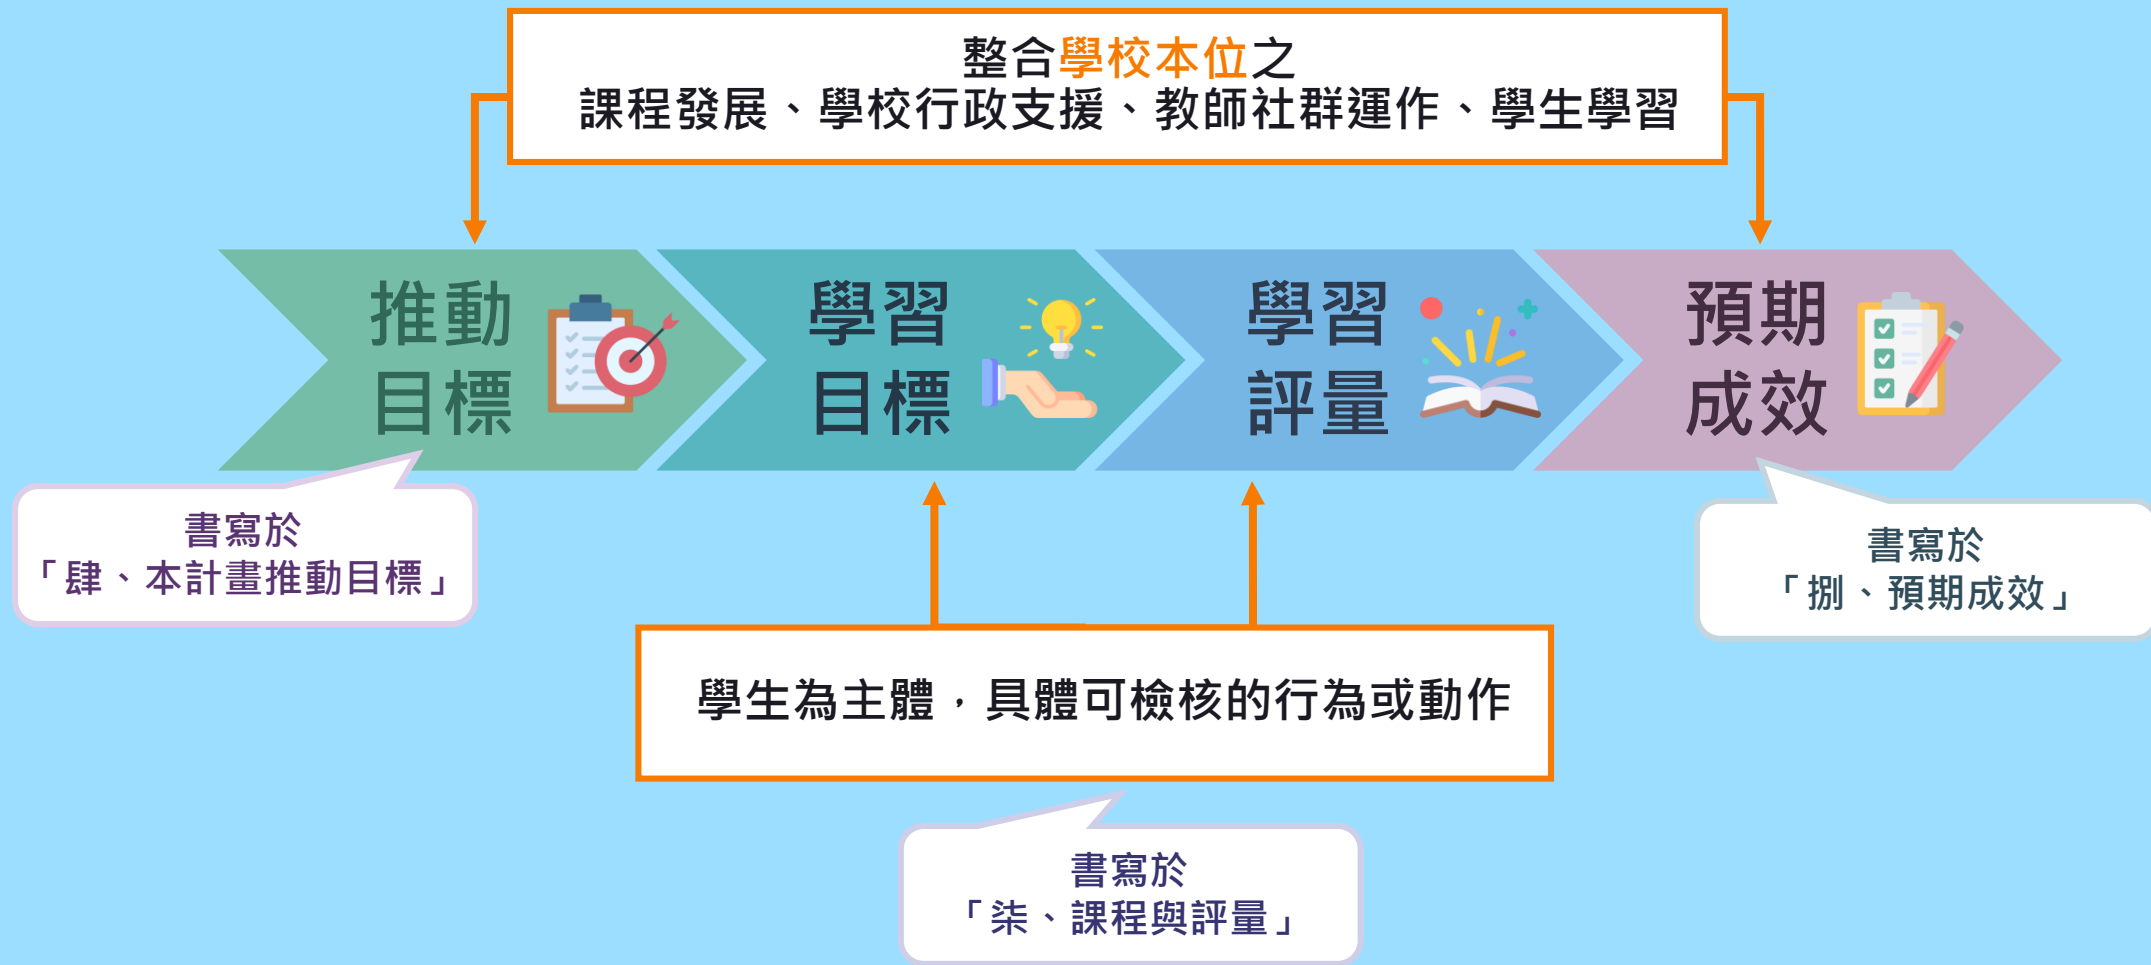 整合學校本位之
課程發展、學校行政支援、教師社群運作、學生學習
推動
目標
學習
目標
學習
評量
預期
成效
書寫於
「肆、本計畫推動目標」
書寫於
「捌、預期成效」
學生為主體，具體可檢核的行為或動作
書寫於
「柒、課程與評量」